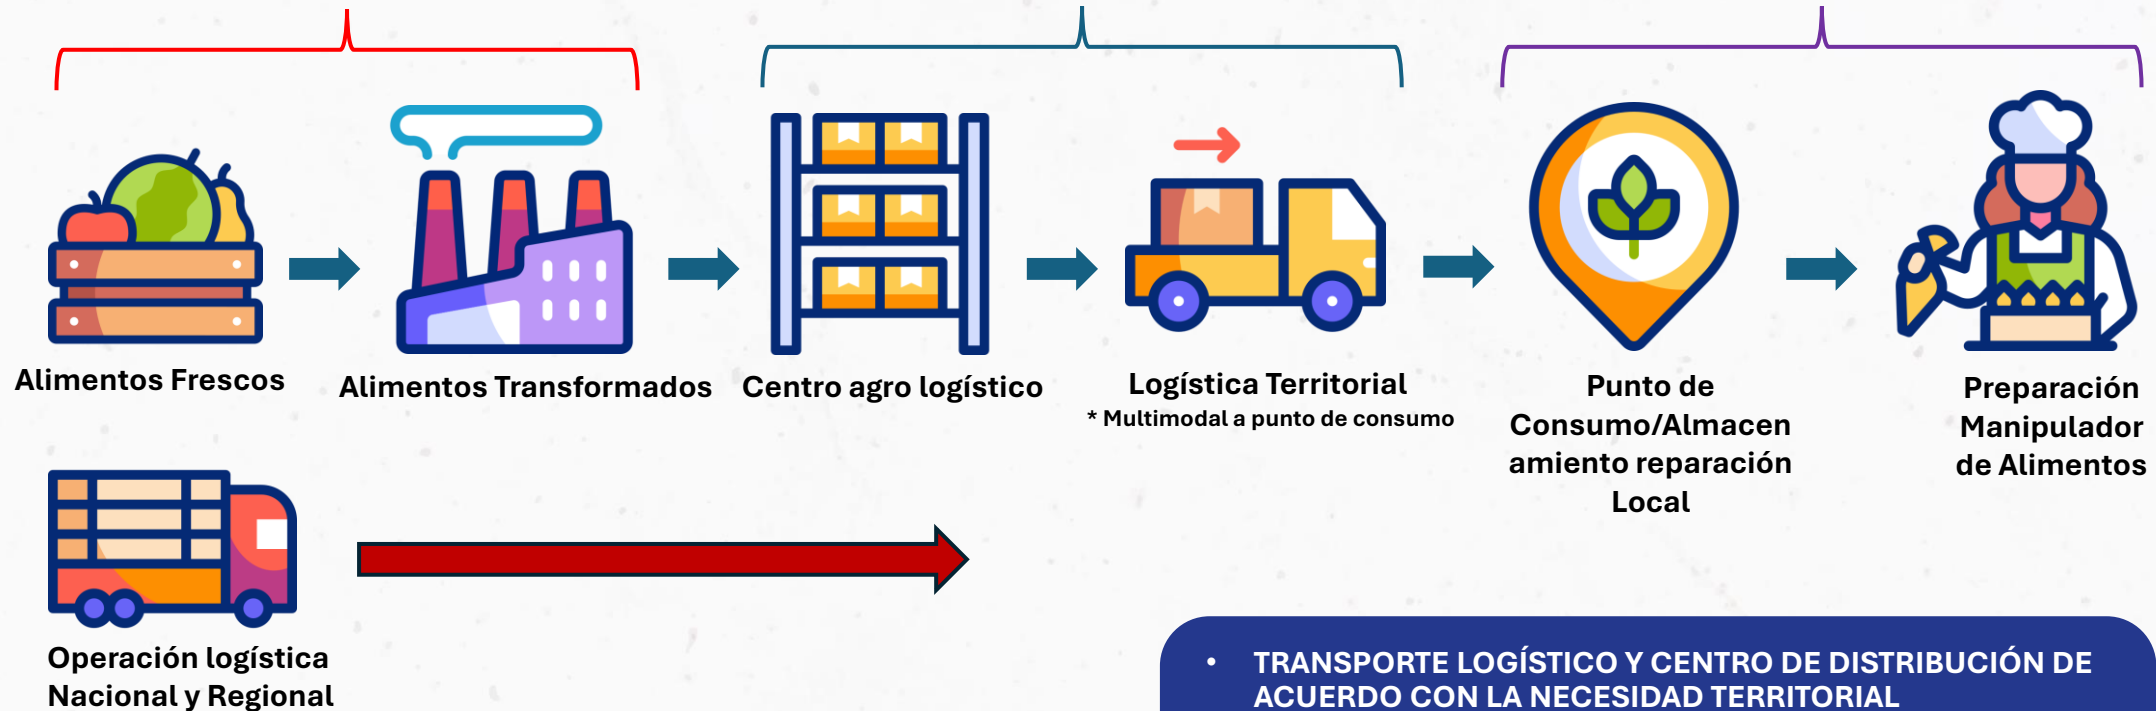 Alimentos Frescos
Alimentos Transformados
Centro agro logístico
Logística Territorial
* Multimodal a punto de consumo
Punto de
Consumo/Almacen
amiento reparación
Local
Preparación
Manipulador
de Alimentos
Operación logística
Nacional y Regional
• TRANSPORTE LOGÍSTICO Y CENTRO DE DISTRIBUCIÓN DE
ACUERDO CON LA NECESIDAD TERRITORIAL